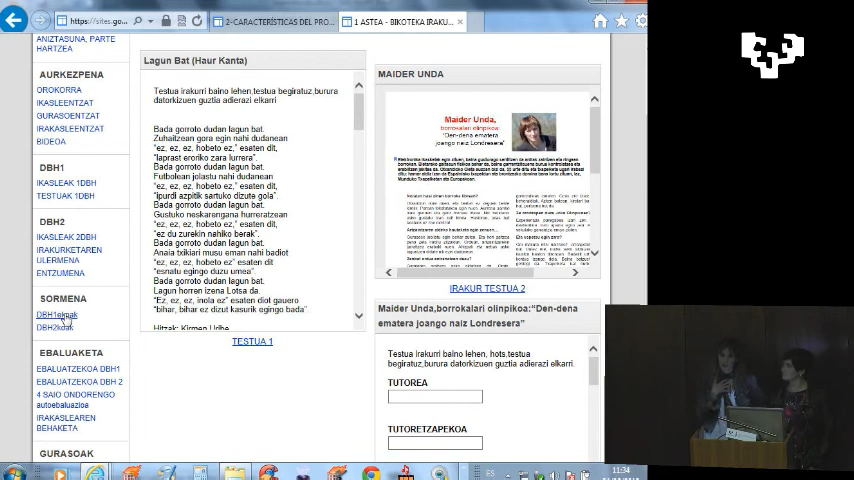 https://sites.go...
2-CARACTERÍSTICAS DEL PRO...
1 ASTEA - BIKOTEKA IRAKU...
ANIZTASUNA, PARTE
HARTZEA
AURKEZPENA
OROKORRA
IKASLEENTZAT
GURASOENTZAT
IRAKASLEENTZAT
BIDEOA
DBH1
IKASLEAK 1DBH
TESTUAK 1DBH
DBH2
IKASLEAK 2DBH
IRAKURKETAREN
ULERMENA
ENTZUMENA
SORMENA
DBH1ekoak
DBH2koak
EBALUAKETA
EBALUATZEKOA DBH1
EBALUATZEKOA DBH 2
4 SAIO ONDORENGO
autoebaluazioa
IRAKASLEAREN
BEHAKETA
GURASOAK
Lagun Bat (Haur Kanta)
Testua irakurri baino lehen,testua begiratuz,burura
datorkizuen guztia adierazi elkarri
Bada gorroto dudan lagun bat.
Zuhaitzean gora egin nahi dudanean
"ez, ez, ez, hobeto ez," esaten dit,
"laprast eroriko zara lurrera".
Bada gorroto dudan lagun bat.
Futbolean jolastu nahi dudanean
"ez, ez, ez, hobeto ez," esaten dit,
"ipurdi azpitik sartuko dizute gola".
Bada gorroto dudan lagun bat.
Gustuko neskarengana hurreratzean
"ez, ez, ez, hobeto ez," esaten dit,
"ez du zurekin nahiko berak".
Bada gorroto dudan lagun bat.
Anaia txikiari musu eman nahi badiot
"ez, ez, ez, hobeto ez" esaten dit
"esnatu egingo duzu umea".
Bada gorroto dudan lagun bat.
Lagun horren izena Lotsa da.
"Ez, ez, ez, inola ez" esaten diot gauero
"bihar, bihar ez dizut kasurik egingo bada".
Hitzak: Kirmen Uribe
TESTUA 1
MAIDER UNDA
Maider Unda,
borrokalari olinpikoa:
"Den-dena ematera
joango naiz Londresera"
IRAKUR TESTUA 2
Maider Unda,borrokalari olinpikoa:"Den-dena
ematera joango naiz Londresera"
Testua irakurri baino lehen, hots,testua
begiratuz,burura datorkizuen guztia adierazi elkarri.
TUTOREA
TUTORETZAPEKOA
ES
11:34